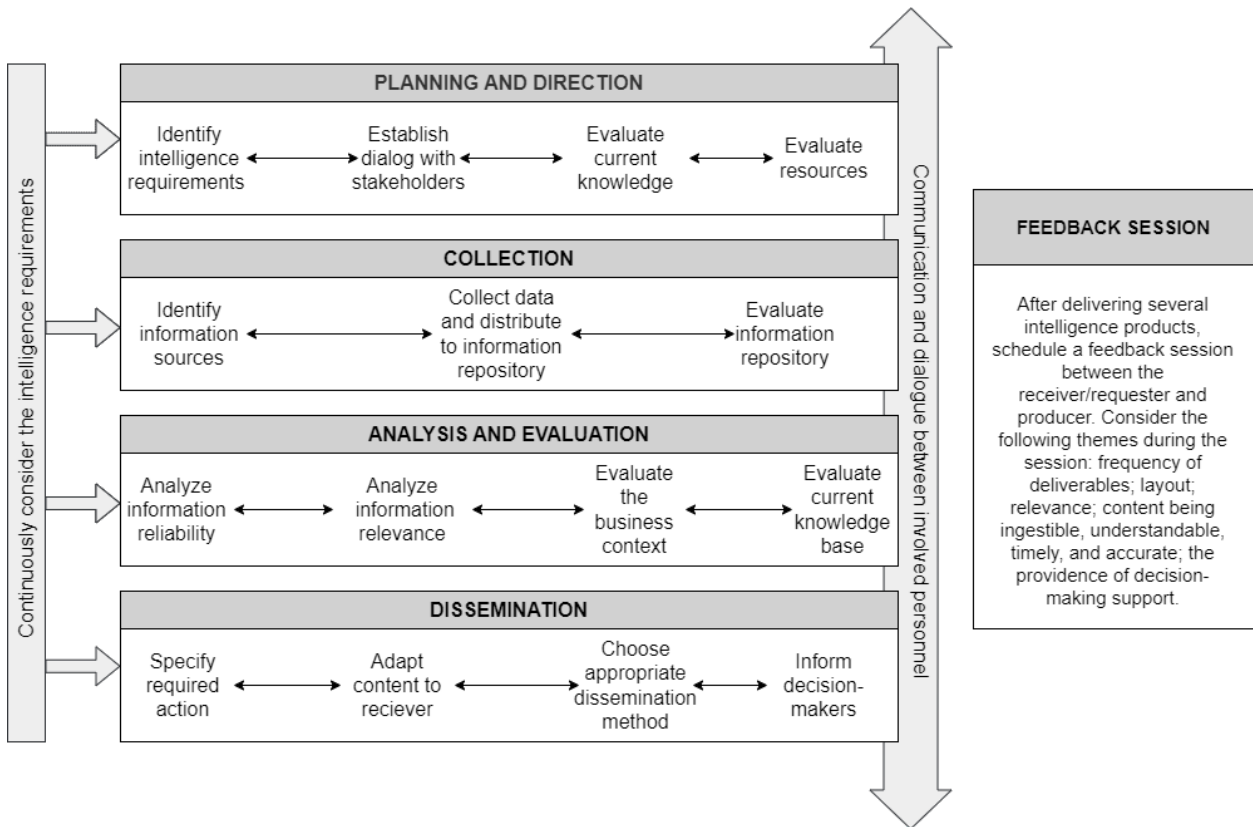 Continuously consider the intelligence requirements
PLANNING AND DIRECTION
Identify
intelligence
requirements
Establish
dialog with
stakeholders
Evaluate
current
knowledge
Evaluate
resources
COLLECTION
Identify
information
sources
Collect data
and distribute
to information
repository
Evaluate
information
repository
ANALYSIS AND EVALUATION
Analyze
information
reliability
Analyze
information
relevance
Evaluate
the
business
context
Evaluate
current
knowledge
base
DISSEMINATION
Specify
required
action
Adapt
content to
reciever
Choose
appropriate
dissemination
method
Inform
decision-
makers
Communication and dialogue between involved personnel
FEEDBACK SESSION
After delivering several
intelligence products,
schedule a feedback session
between the
receiver/requester and
producer. Consider the
following themes during the
session: frequency of
deliverables; layout;
relevance; content being
ingestible, understandable,
timely, and accurate; the
providence of decision-
making support.